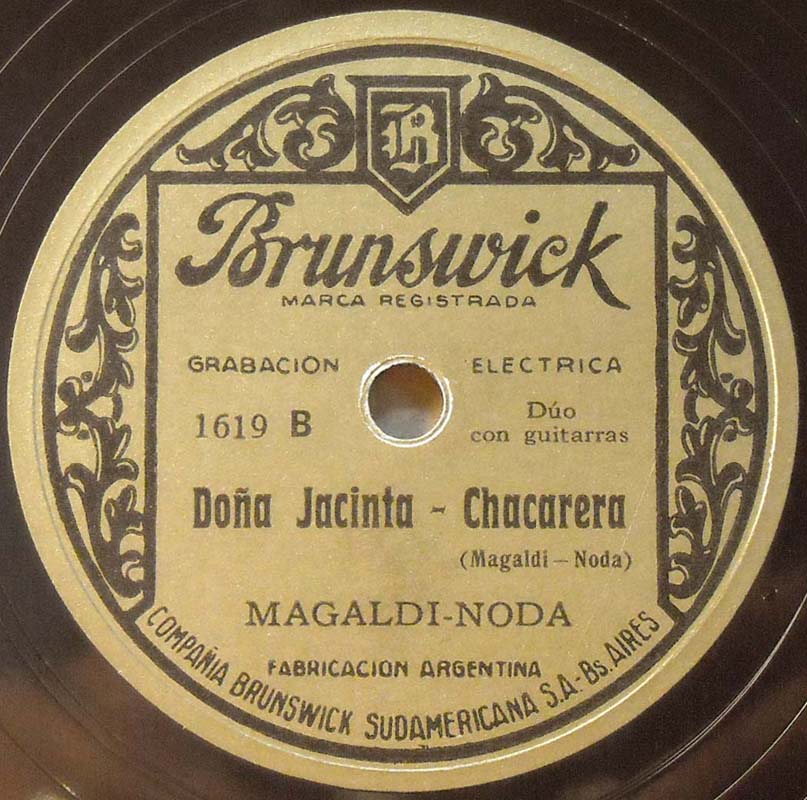 B
Brunswick
MARCA REGISTRADA
GRABACION ELECTRICA
1619 B
Dúo
con guitarras
Doña Jacinta - Chacarera
(Magaldi - Noda)
MAGALDI-NODA
FABRICACION ARGENTINA
COMPAÑIA BRUNSWICK SUDAMERICANA S.A.-Bs. AIRES